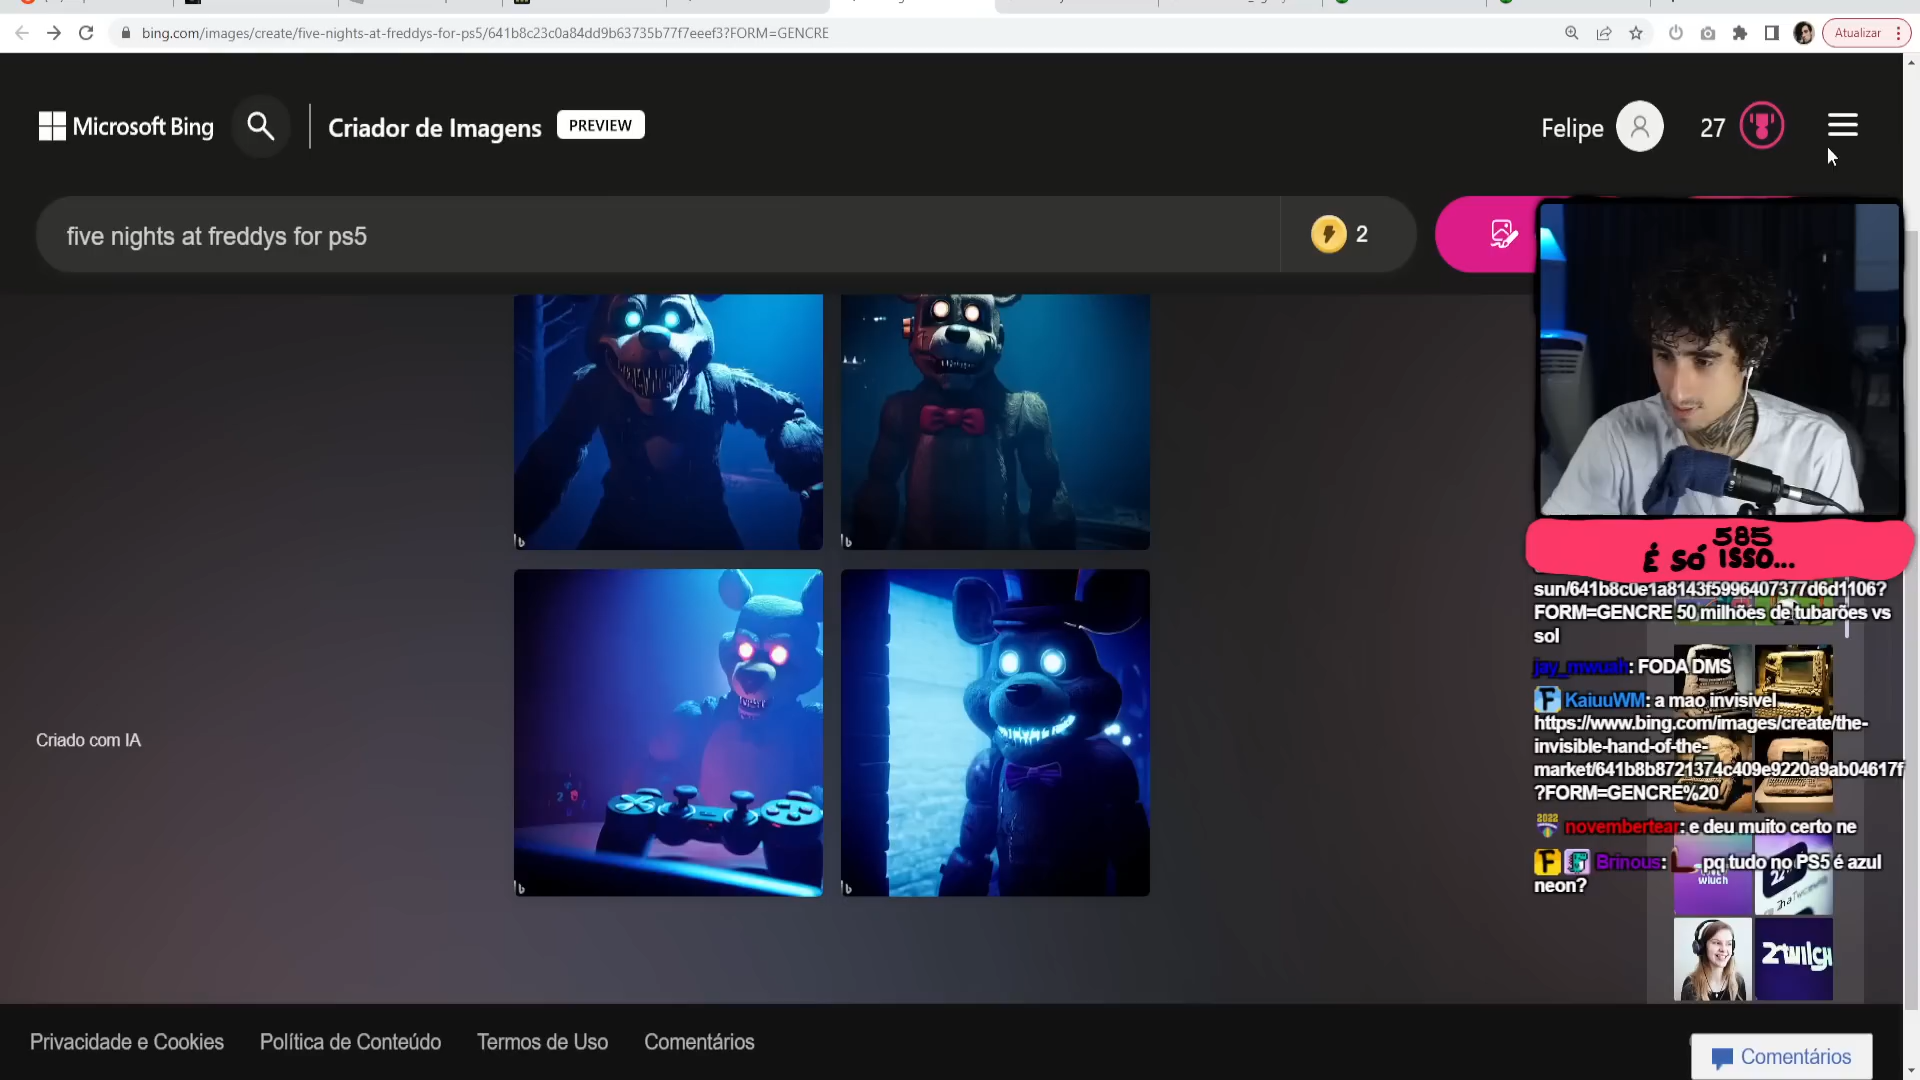 bing.com/images/create/five-nights-at-freddys-for-ps5/641b8c23c0a84dd9b63735b77f7eeef3?FORM=GENCRE
Atualizar
Microsoft Bing
Criador de Imagens
PREVIEW
Felipe
27
five nights at freddys for ps5
2
585
É SÓ ISSO...
sun/641b8c0e1a8143f5996407377d6d1106?
FORM=GENCRE 50 milhões de tubarões vs
sol
jay_mwuah: FODA DMS
KaiuuWM: a mao invisivel
https://www.bing.com/images/create/the-
invisible-hand-of-the-
market/641b8b8721374c409e9220a9ab04617f
?FORM=GENCRE%20
2022
novembertear: e deu muito certo ne
Brinous: pq tudo no PS5 é azul
neon?
wluch
Criado com IA
Privacidade e Cookies
Política de Conteúdo
Termos de Uso
Comentários
Comentários